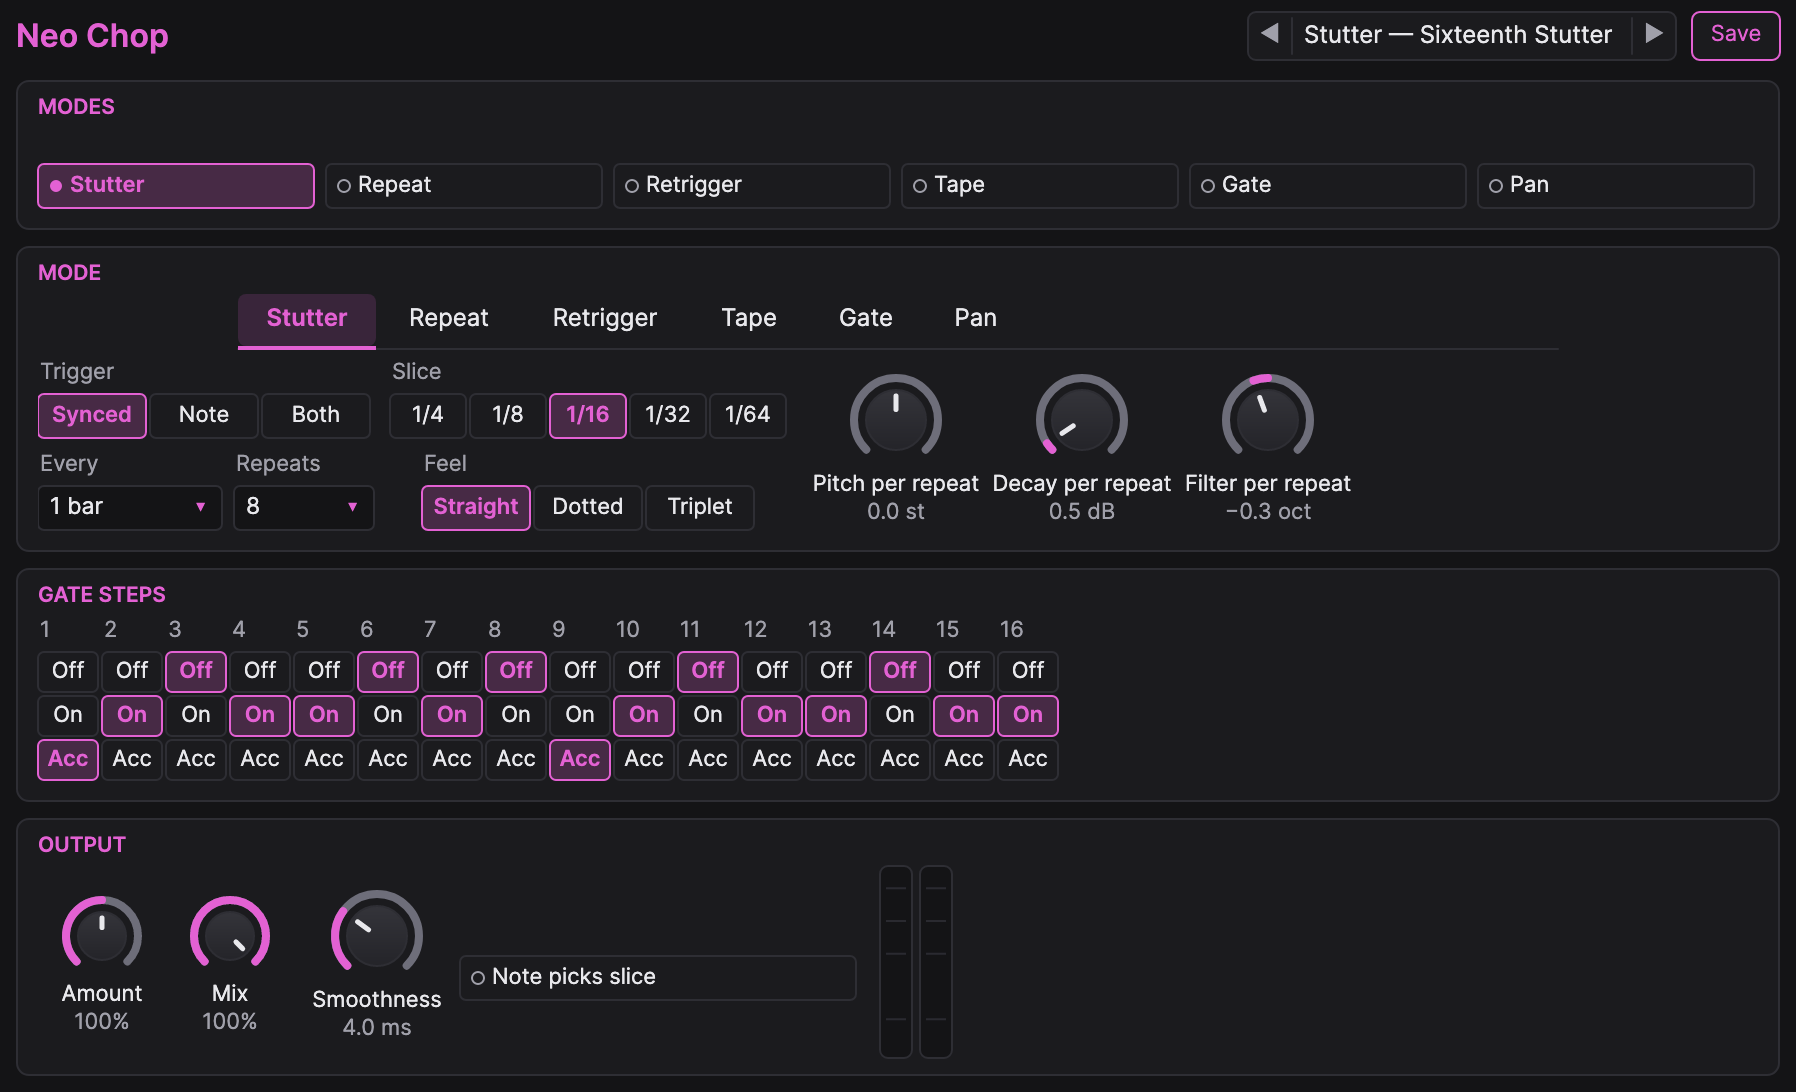 Neo Chop
Stutter — Sixteenth Stutter
Save
MODES
Stutter Repeat Retrigger Tape Gate Pan
MODE
Stutter Repeat Retrigger Tape Gate Pan
Trigger Slice
Synced Note Both 1/4 1/8 1/16 1/32 1/64
Every Repeats Feel
1 bar 8 Straight Dotted Triplet
Pitch per repeat Decay per repeat Filter per repeat
0.0 st 0.5 dB −0.3 oct
GATE STEPS
1 2 3 4 5 6 7 8 9 10 11 12 13 14 15 16
Off Off Off Off Off Off Off Off Off Off Off Off Off Off Off Off
On On On On On On On On On On On On On On On On
Acc Acc Acc Acc Acc Acc Acc Acc Acc Acc Acc Acc Acc Acc Acc Acc
OUTPUT
Note picks slice
Amount Mix Smoothness
100% 100% 4.0 ms